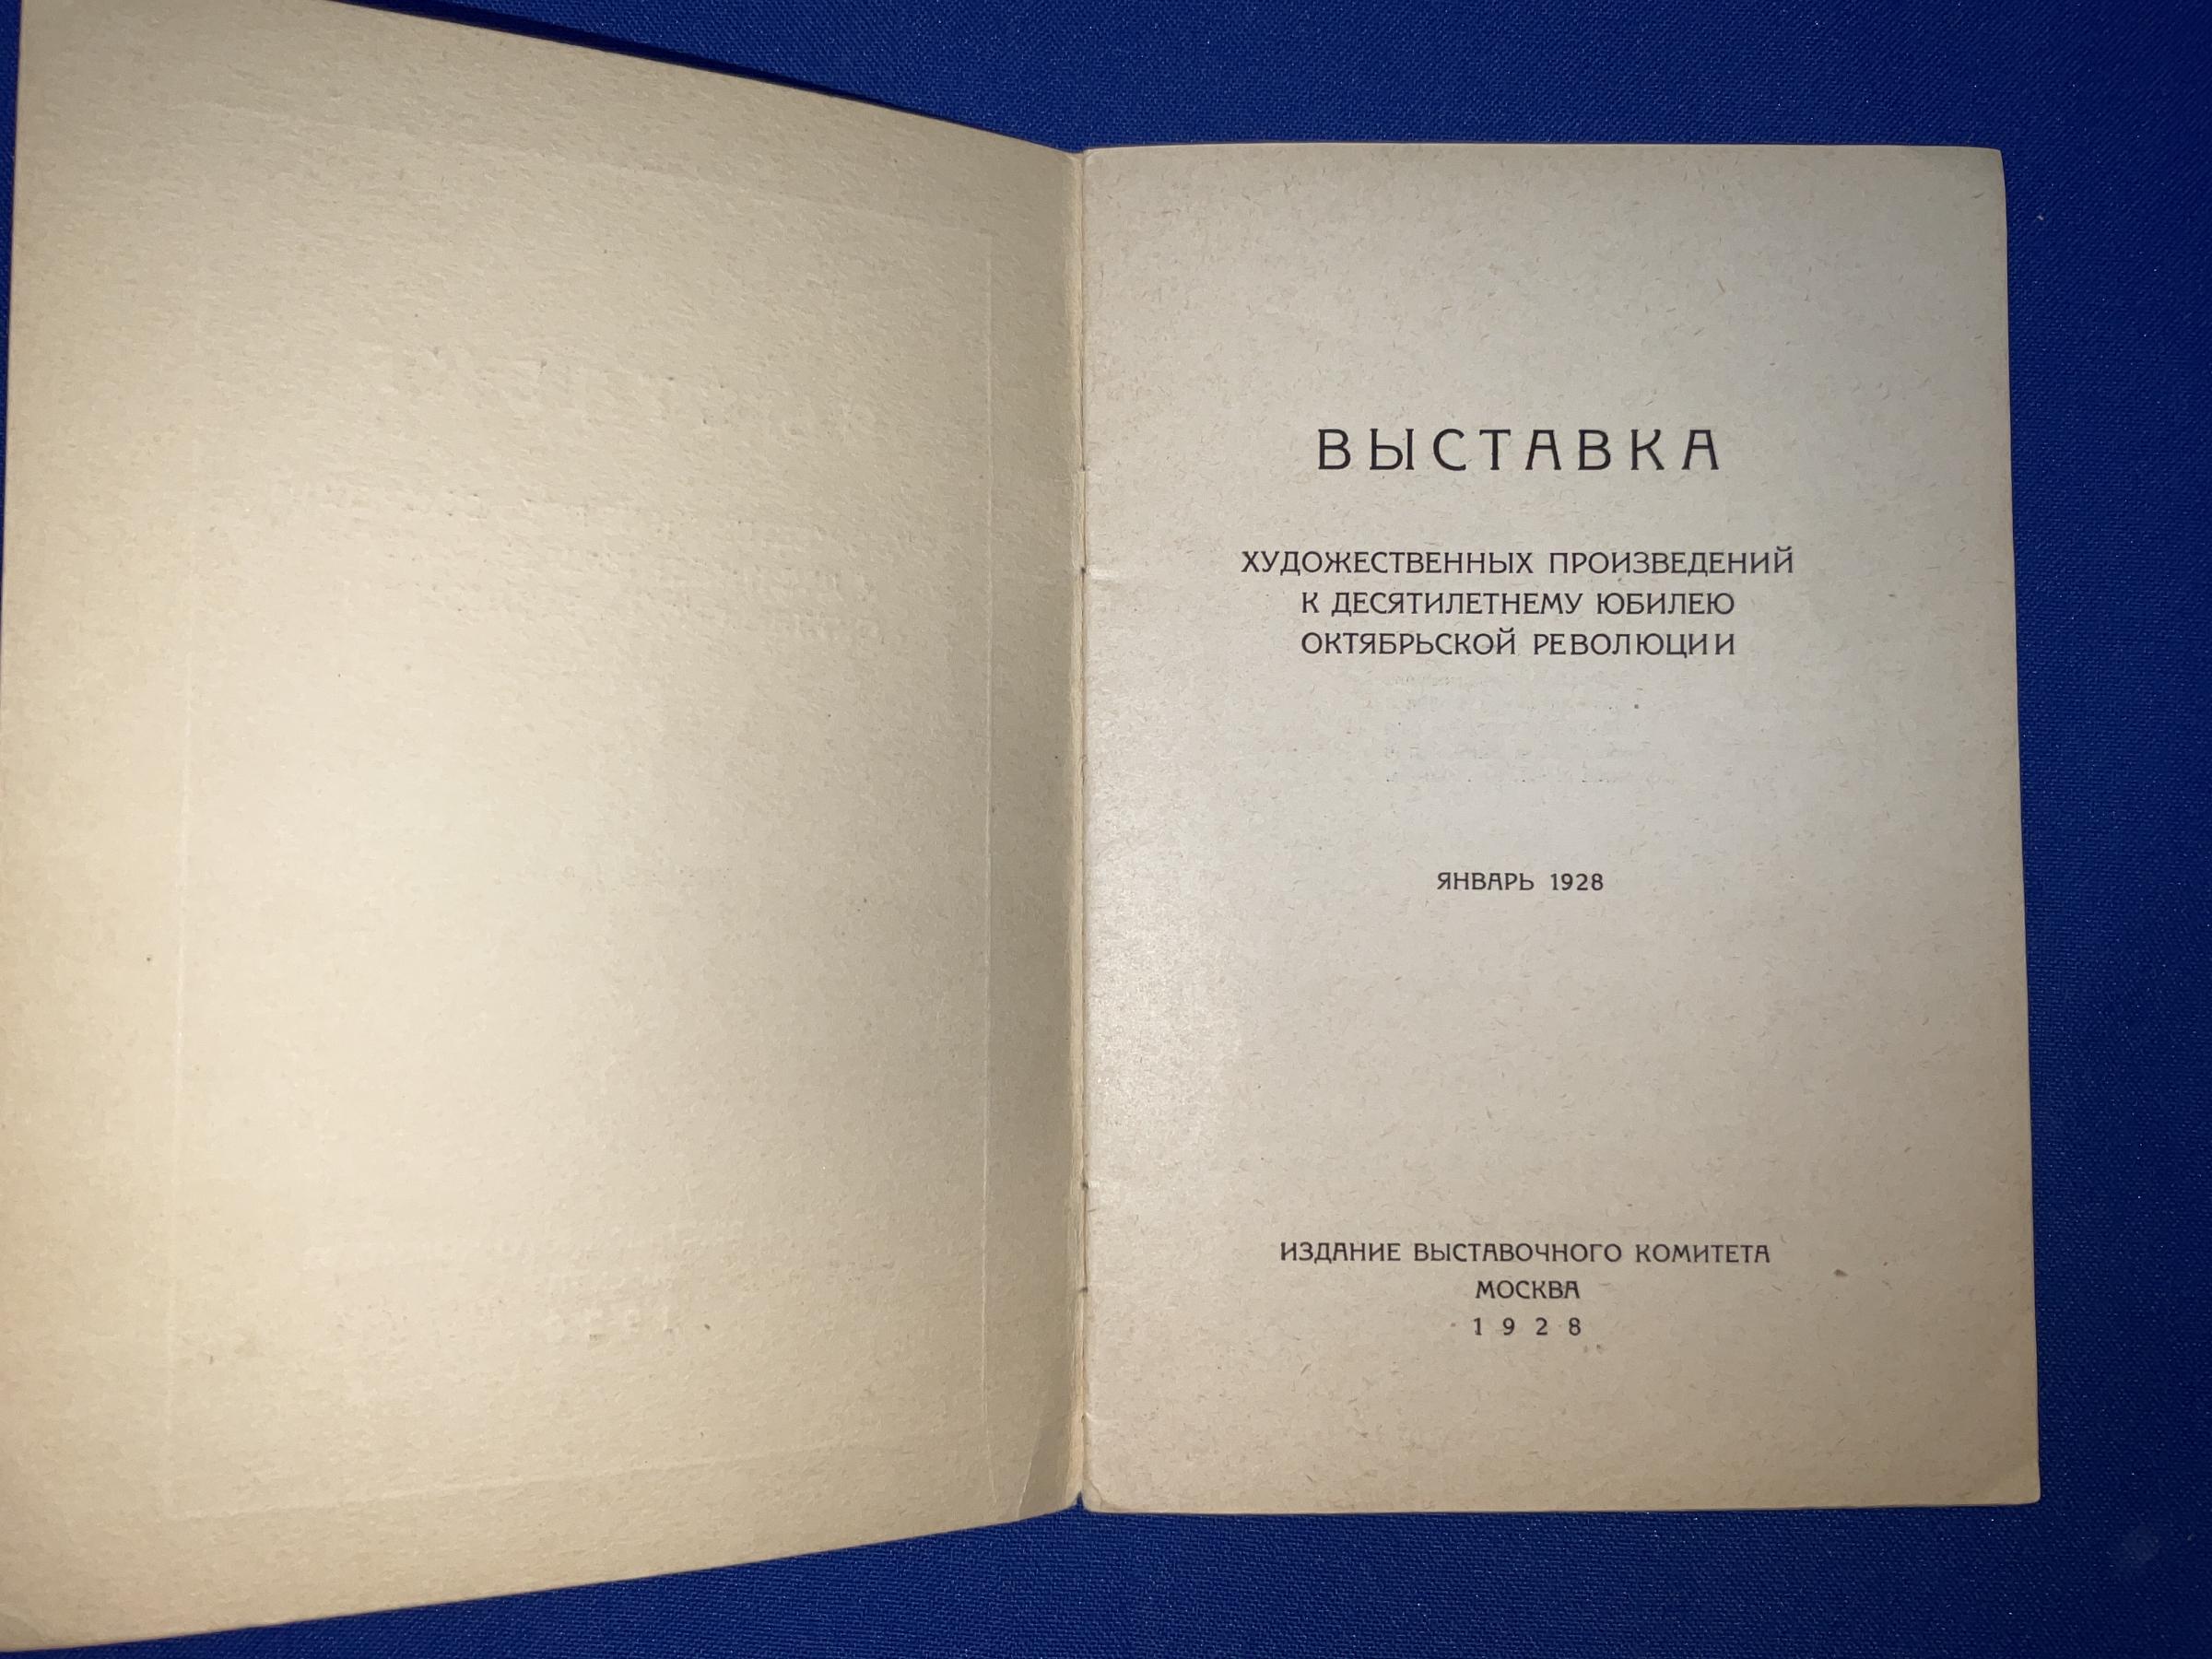 ВЫСТАВКА
ХУДОЖЕСТВЕННЫХ ПРОИЗВЕДЕНИЙ
К ДЕСЯТИЛЕТНЕМУ ЮБИЛЕЮ
ОКТЯБРЬСКОЙ РЕВОЛЮЦИИ
ЯНВАРЬ 1928
ИЗДАНИЕ ВЫСТАВОЧНОГО КОМИТЕТА
МОСКВА
1928